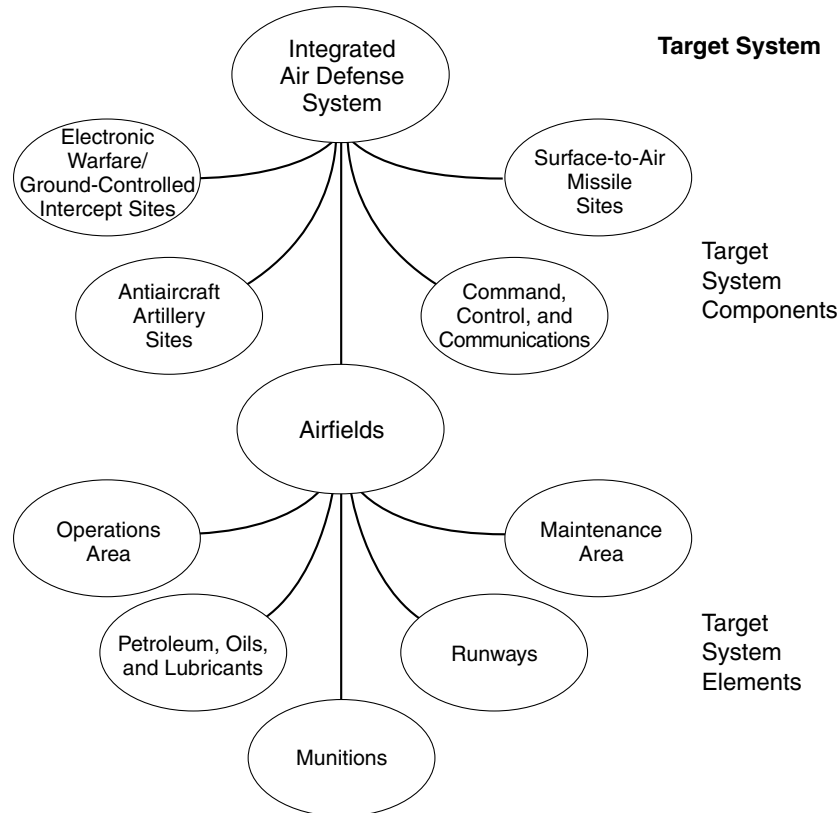 Integrated
Air Defense
System
Target System
Electronic
Warfare/
Ground-Controlled
Intercept Sites
Surface-to-Air
Missile
Sites
Antiaircraft
Artillery
Sites
Command,
Control, and
Communications
Target
System
Components
Airfields
Operations
Area
Maintenance
Area
Petroleum, Oils,
and Lubricants
Runways
Target
System
Elements
Munitions